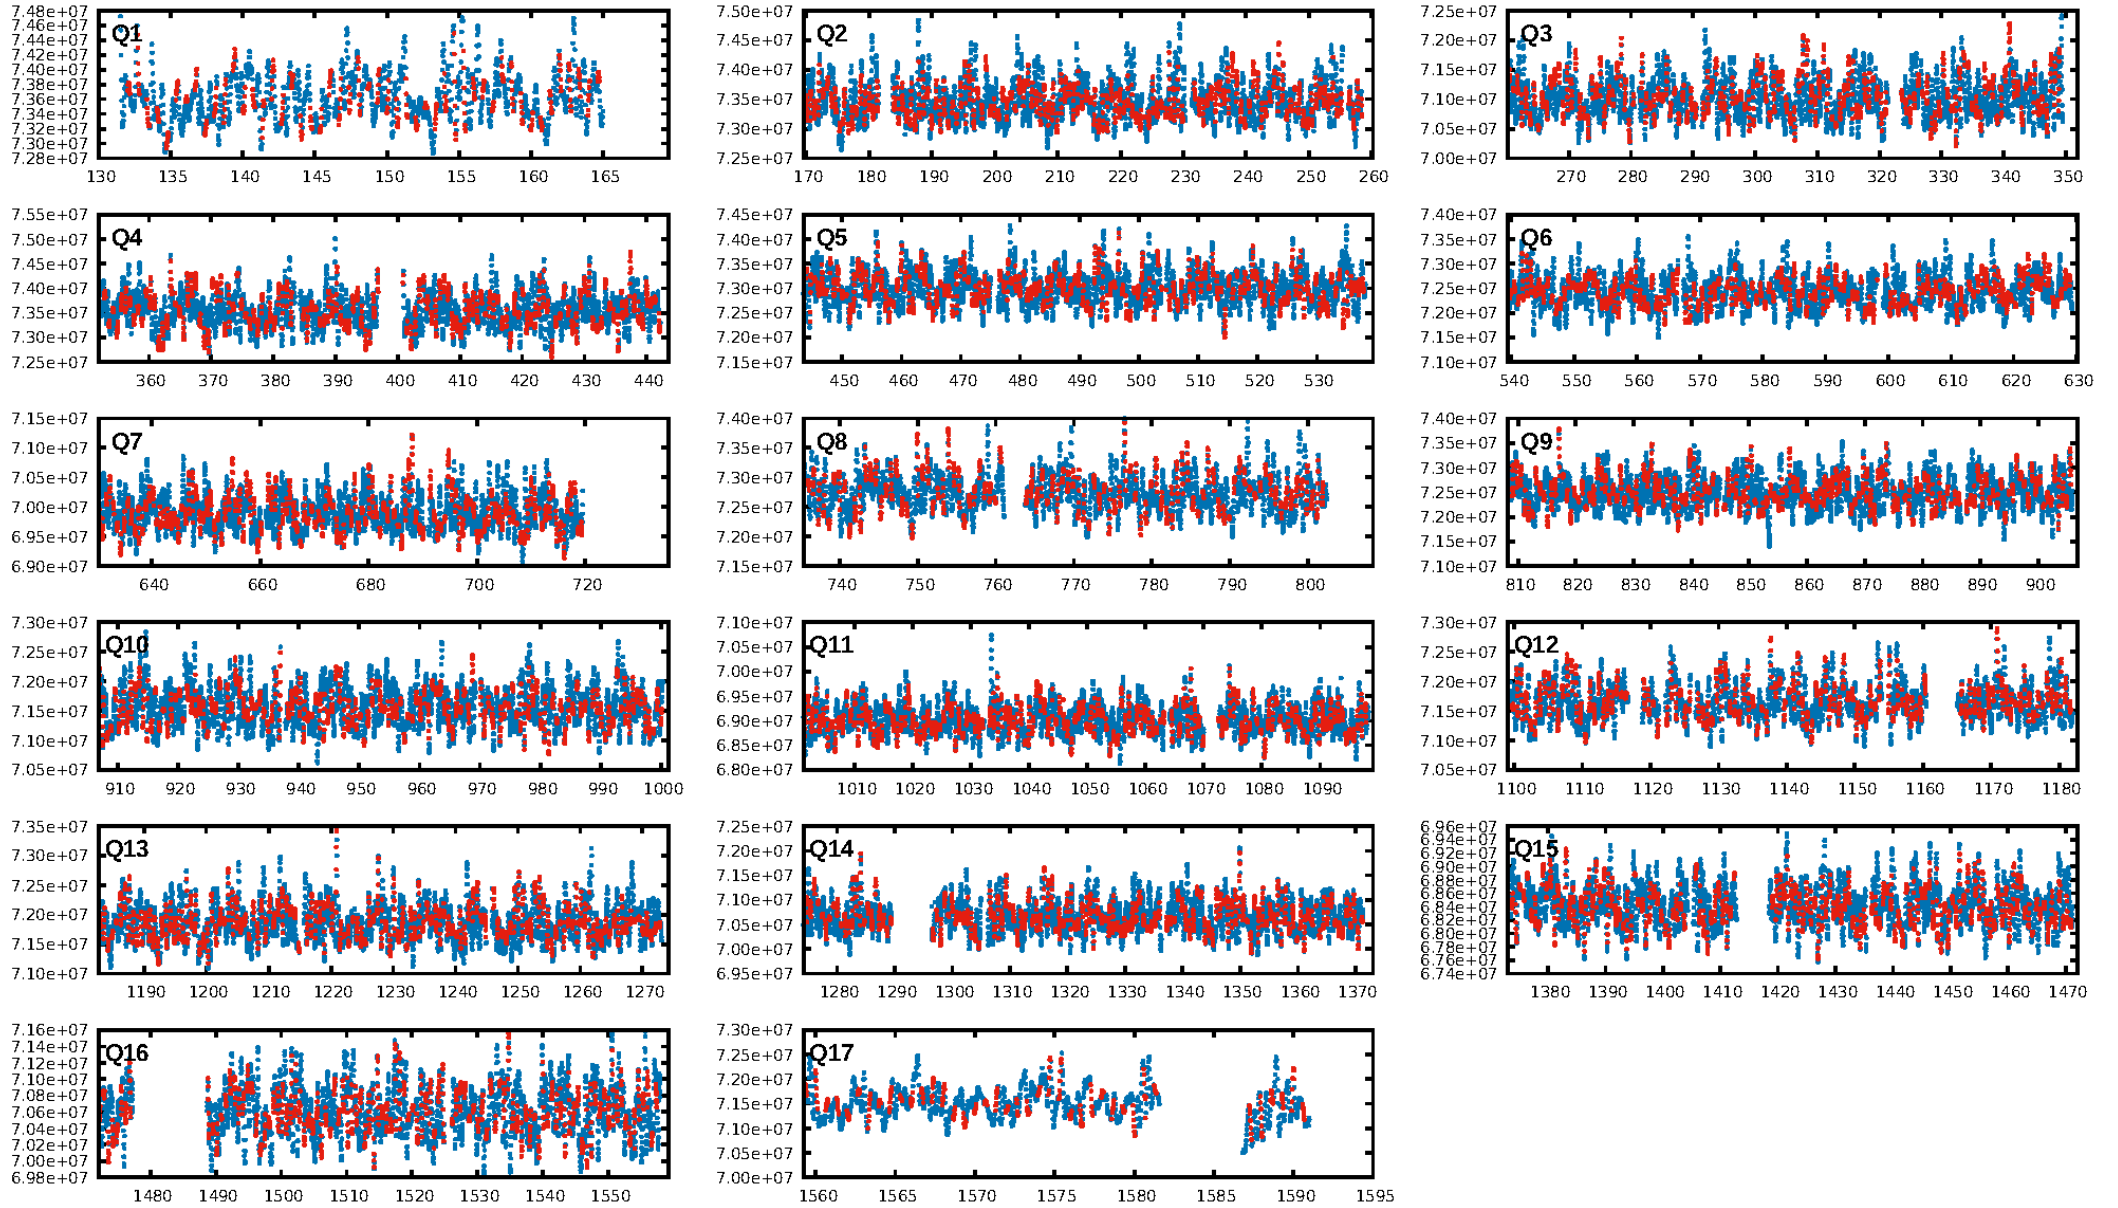 7.48e+07 7.46e+07 7.44e+07 7.42e+07 7.40e+07 7.38e+07 7.36e+07 7.34e+07 7.32e+07 7.30e+07 7.28e+07
Q1
130 135 140 145 150 155 160 165
7.50e+07 7.45e+07 7.40e+07 7.35e+07 7.30e+07 7.25e+07
Q2
170 180 190 200 210 220 230 240 250 260
7.25e+07 7.20e+07 7.15e+07 7.10e+07 7.05e+07 7.00e+07
Q3
270 280 290 300 310 320 330 340 350
7.55e+07 7.50e+07 7.45e+07 7.40e+07 7.35e+07 7.30e+07 7.25e+07
Q4
360 370 380 390 400 410 420 430 440
7.45e+07 7.40e+07 7.35e+07 7.30e+07 7.25e+07 7.20e+07 7.15e+07
Q5
450 460 470 480 490 500 510 520 530
7.40e+07 7.35e+07 7.30e+07 7.25e+07 7.20e+07 7.15e+07 7.10e+07
Q6
540 550 560 570 580 590 600 610 620 630
7.15e+07 7.10e+07 7.05e+07 7.00e+07 6.95e+07 6.90e+07
Q7
640 660 680 700 720
7.40e+07 7.35e+07 7.30e+07 7.25e+07 7.20e+07 7.15e+07
Q8
740 750 760 770 780 790 800
7.40e+07 7.35e+07 7.30e+07 7.25e+07 7.20e+07 7.15e+07 7.10e+07
Q9
810 820 830 840 850 860 870 880 890 900
7.30e+07 7.25e+07 7.20e+07 7.15e+07 7.10e+07 7.05e+07
Q10
910 920 930 940 950 960 970 980 990 1000
7.10e+07 7.05e+07 7.00e+07 6.95e+07 6.90e+07 6.85e+07 6.80e+07
Q11
1010 1020 1030 1040 1050 1060 1070 1080 1090
7.30e+07 7.25e+07 7.20e+07 7.15e+07 7.10e+07 7.05e+07
Q12
1100 1110 1120 1130 1140 1150 1160 1170 1180
7.35e+07 7.30e+07 7.25e+07 7.20e+07 7.15e+07 7.10e+07
Q13
1190 1200 1210 1220 1230 1240 1250 1260 1270
7.25e+07 7.20e+07 7.15e+07 7.10e+07 7.05e+07 7.00e+07 6.95e+07
Q14
1280 1290 1300 1310 1320 1330 1340 1350 1360 1370
6.96e+07 6.94e+07 6.92e+07 6.90e+07 6.88e+07 6.86e+07 6.84e+07 6.82e+07 6.80e+07 6.78e+07 6.76e+07 6.74e+07
Q15
1380 1390 1400 1410 1420 1430 1440 1450 1460 1470
7.16e+07 7.14e+07 7.12e+07 7.10e+07 7.08e+07 7.06e+07 7.04e+07 7.02e+07 7.00e+07 6.98e+07
Q16
1480 1490 1500 1510 1520 1530 1540 1550
7.30e+07 7.25e+07 7.20e+07 7.15e+07 7.10e+07 7.05e+07 7.00e+07
Q17
1560 1565 1570 1575 1580 1585 1590 1595